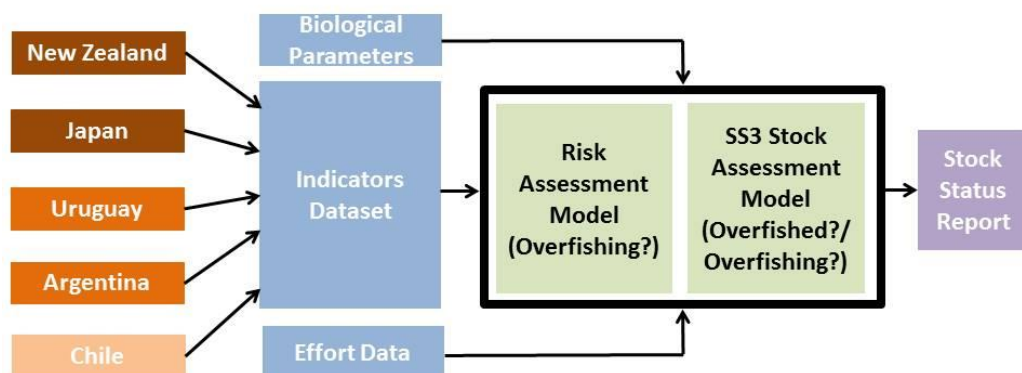 New Zealand
Japan
Uruguay
Argentina
Chile
Biological
Parameters
Indicators
Dataset
Effort Data
Risk
Assessment
Model
(Overfishing?)
SS3 Stock
Assessment
Model
(Overfished?/
Overfishing?)
Stock
Status
Report